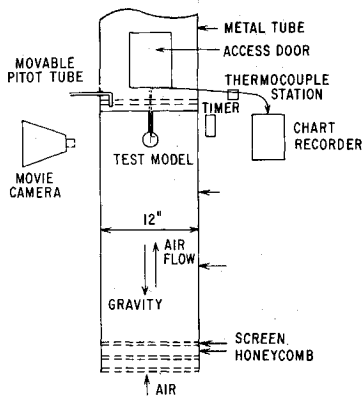 METAL TUBE
MOVABLE
PITOT TUBE
ACCESS DOOR
THERMOCOUPLE
STATION
TIMER
CHART
RECORDER
TEST MODEL
MOVIE
CAMERA
12"
AIR
FLOW
GRAVITY
SCREEN
HONEYCOMB
AIR